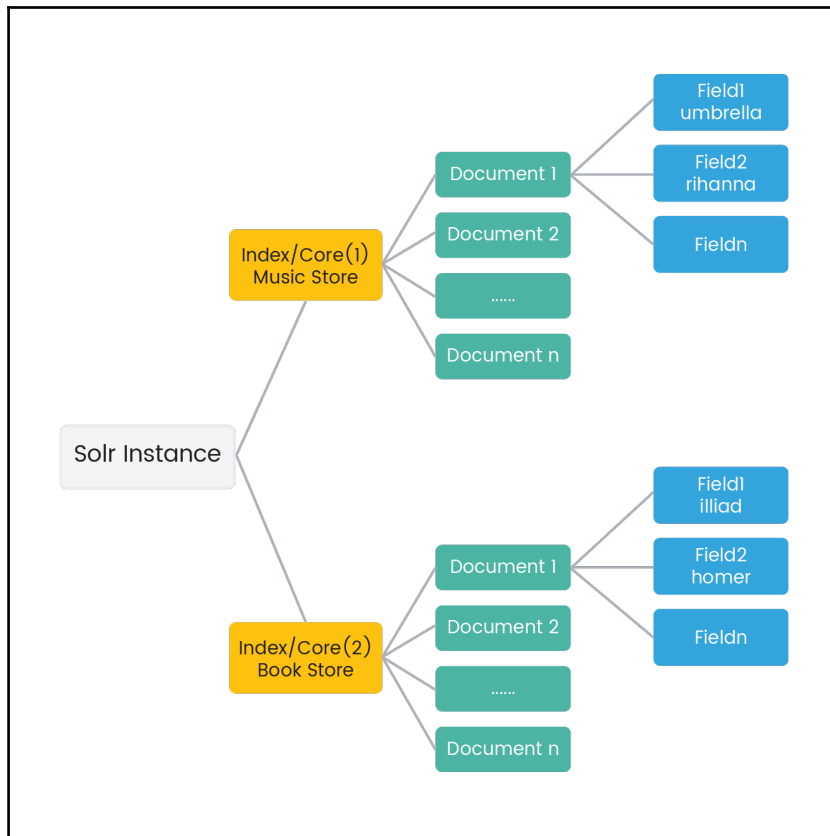 Solr Instance
Index/Core(1)
Music Store
Document 1
Document 2
......
Document n
Field1
umbrella
Field2
rihanna
Fieldn
Index/Core(2)
Book Store
Document 1
Document 2
......
Document n
Field1
illiad
Field2
homer
Fieldn